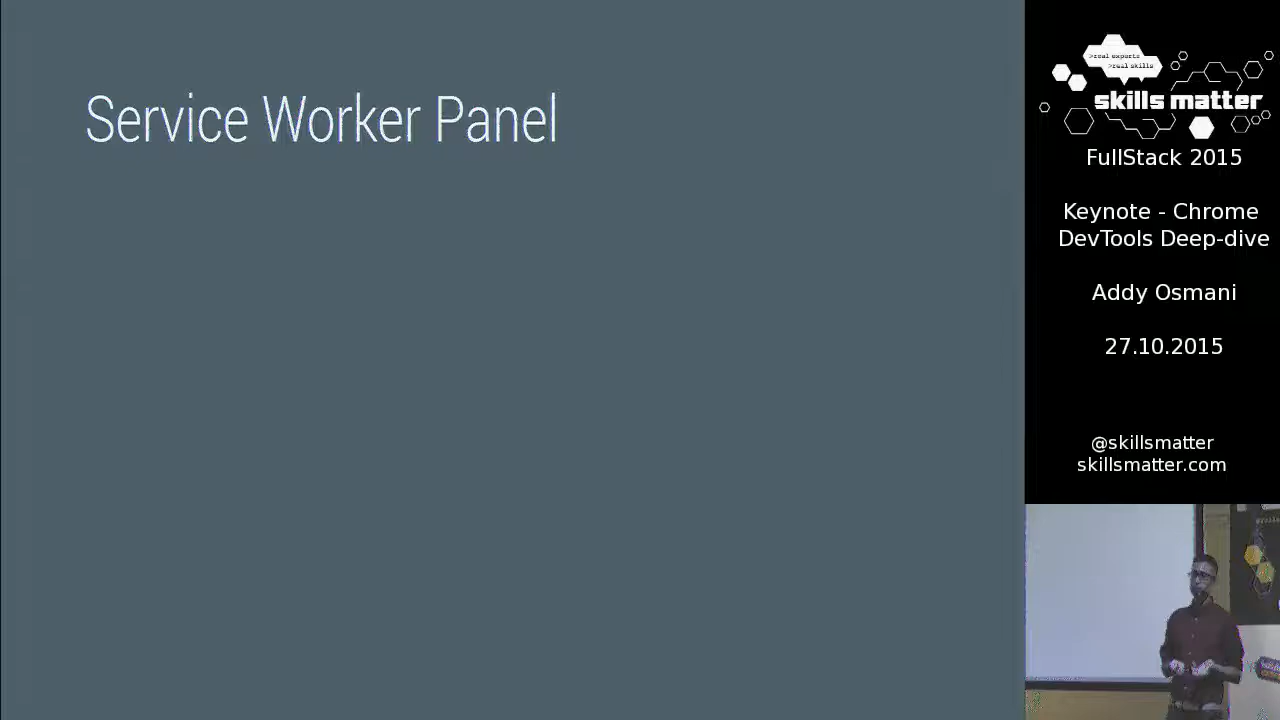 Service Worker Panel
>real experts
>real skills
skills matter
FullStack 2015
Keynote - Chrome
DevTools Deep-dive
Addy Osmani
27.10.2015
@skillsmatter
skillsmatter.com